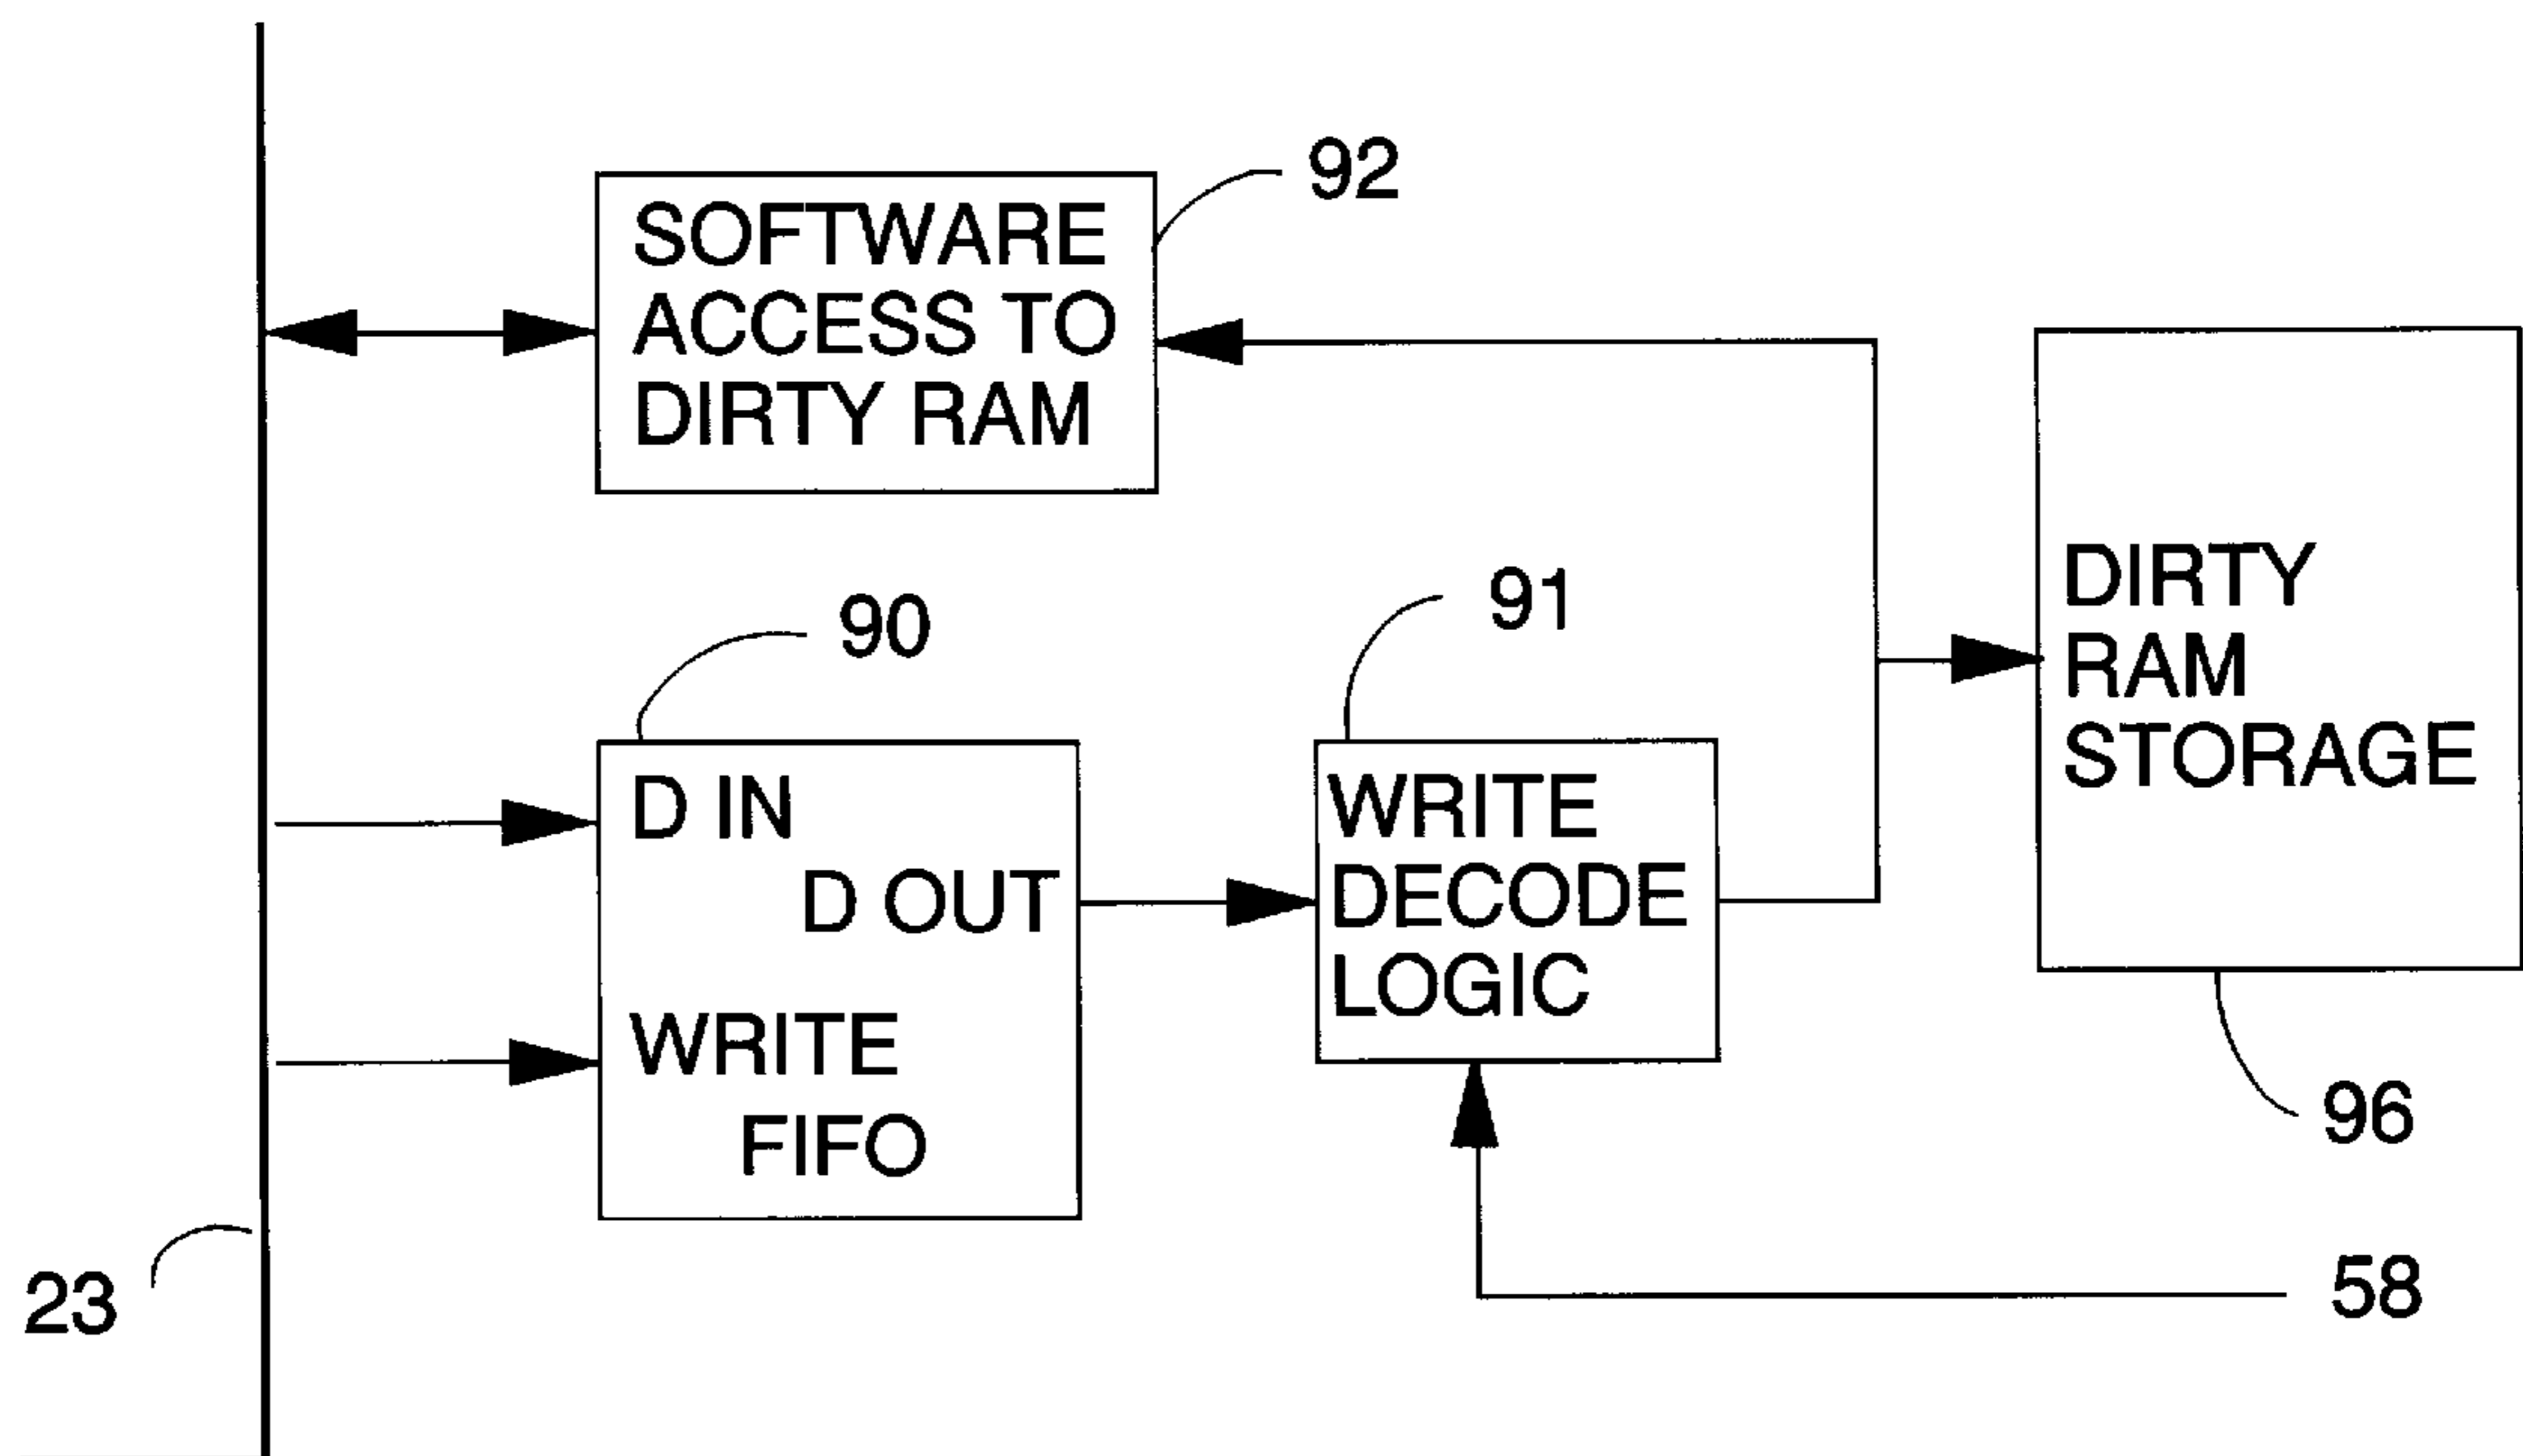 92
SOFTWARE
ACCESS TO
DIRTY RAM
90
91
DIRTY
RAM
STORAGE
D IN
D OUT
WRITE
FIFO
WRITE
DECODE
LOGIC
96
23
58